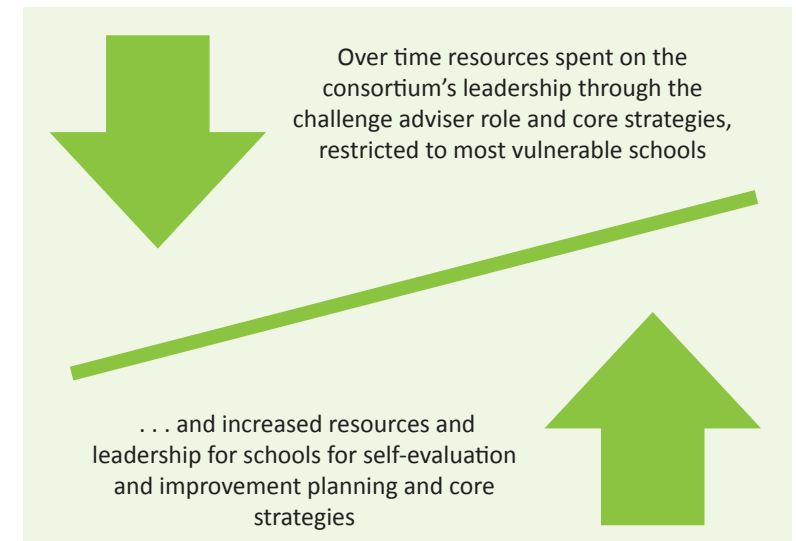 Over time resources spent on the
consortium’s leadership through the
challenge adviser role and core strategies,
restricted to most vulnerable schools
. . . and increased resources and
leadership for schools for self-evaluation
and improvement planning and core
strategies